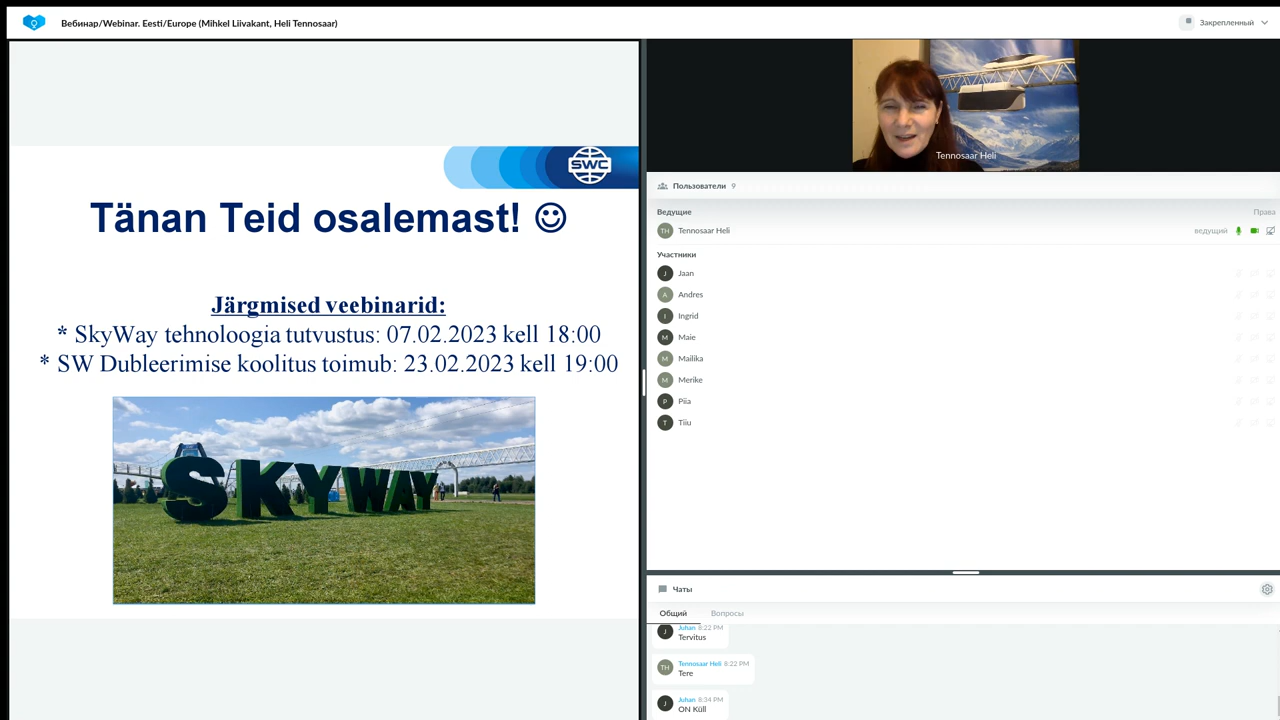 Вебинар/Webinar. Eesti/Europe (Mihkel Liivakant, Heli Tennosaar)
Закрепленный
SWC
Tänan Teid osalemast! ☺
Järgmised veebinarid:
* SkyWay tehnoloogia tutvustus: 07.02.2023 kell 18:00
* SW Dubleerimise koolitus toimub: 23.02.2023 kell 19:00
SKYWAY
Tennosaar Heli
Пользователи 9
Ведущие Права
TH Tennosaar Heli ведущий
Участники
J Jaan
A Andres
I Ingrid
M Maie
M Mailika
M Merike
P Piia
T Tiiu
Чаты
Общий Вопросы
Juhan 8:22 PM
J Tervitus
Tennosaar Heli 8:22 PM
TH Tere
Juhan 8:34 PM
J ON Küll